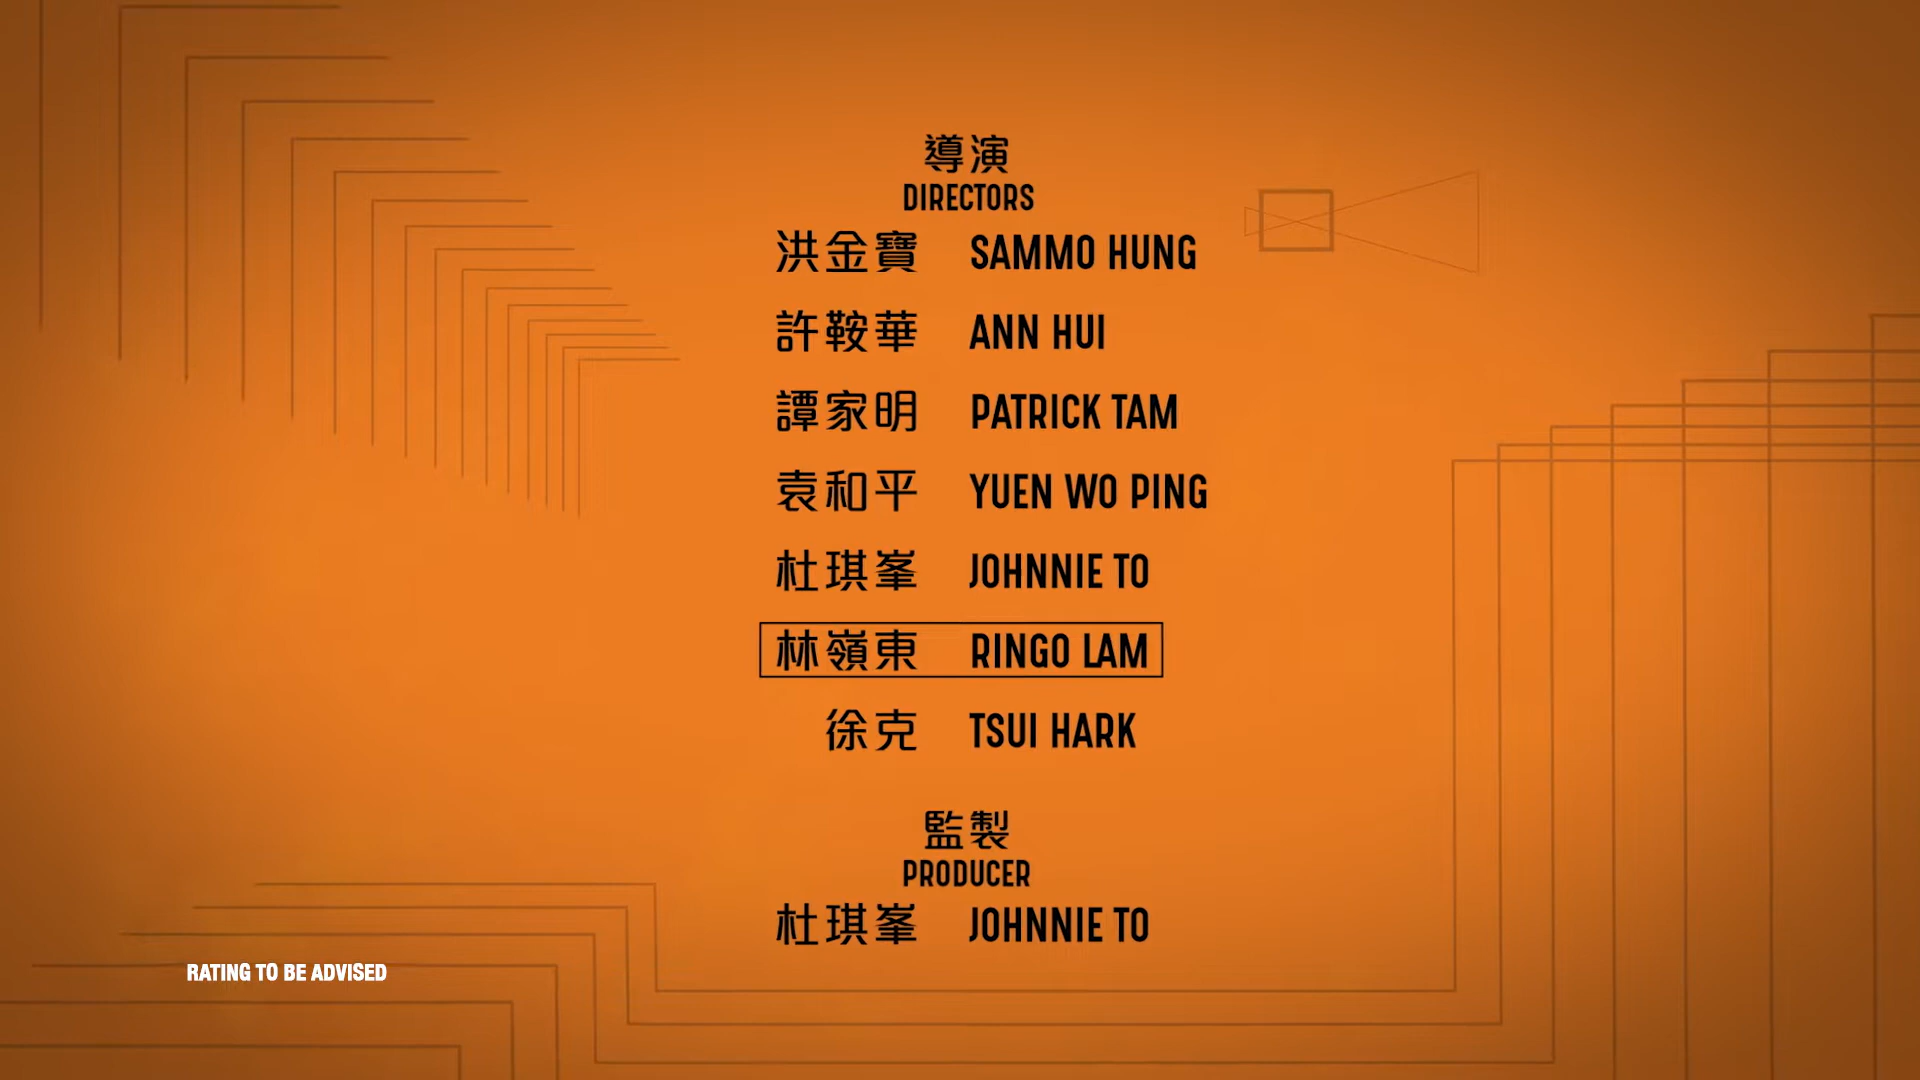 導演
DIRECTORS
洪金寶 SAMMO HUNG
許鞍華 ANN HUI
譚家明 PATRICK TAM
袁和平 YUEN WO PING
杜琪峯 JOHNNIE TO
林嶺東 RINGO LAM
徐克 TSUI HARK
監製
PRODUCER
杜琪峯 JOHNNIE TO
RATING TO BE ADVISED